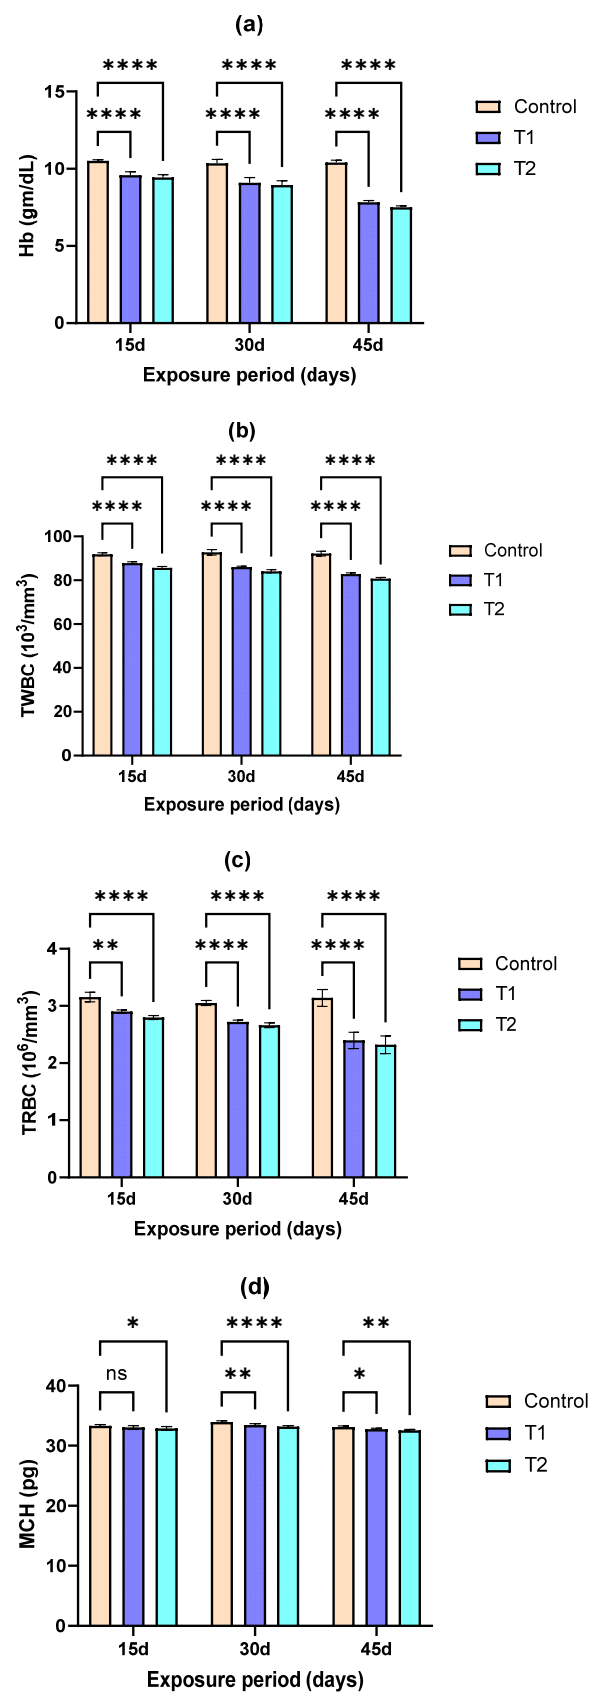 (a)
****
****
****
****
****
****
15
10
5
0
Hb (gm/dL)
15d
30d
45d
Exposure period (days)
Control
T1
T2
(b)
****
****
****
****
****
****
100
80
60
40
20
0
TWBC (10³/mm³)
15d
30d
45d
Exposure period (days)
Control
T1
T2
(c)
****
****
****
**
****
****
4
3
2
1
0
TRBC (10⁶/mm³)
15d
30d
45d
Exposure period (days)
Control
T1
T2
(d)
*
****
**
ns
**
*
40
30
20
10
0
MCH (pg)
15d
30d
45d
Exposure period (days)
Control
T1
T2